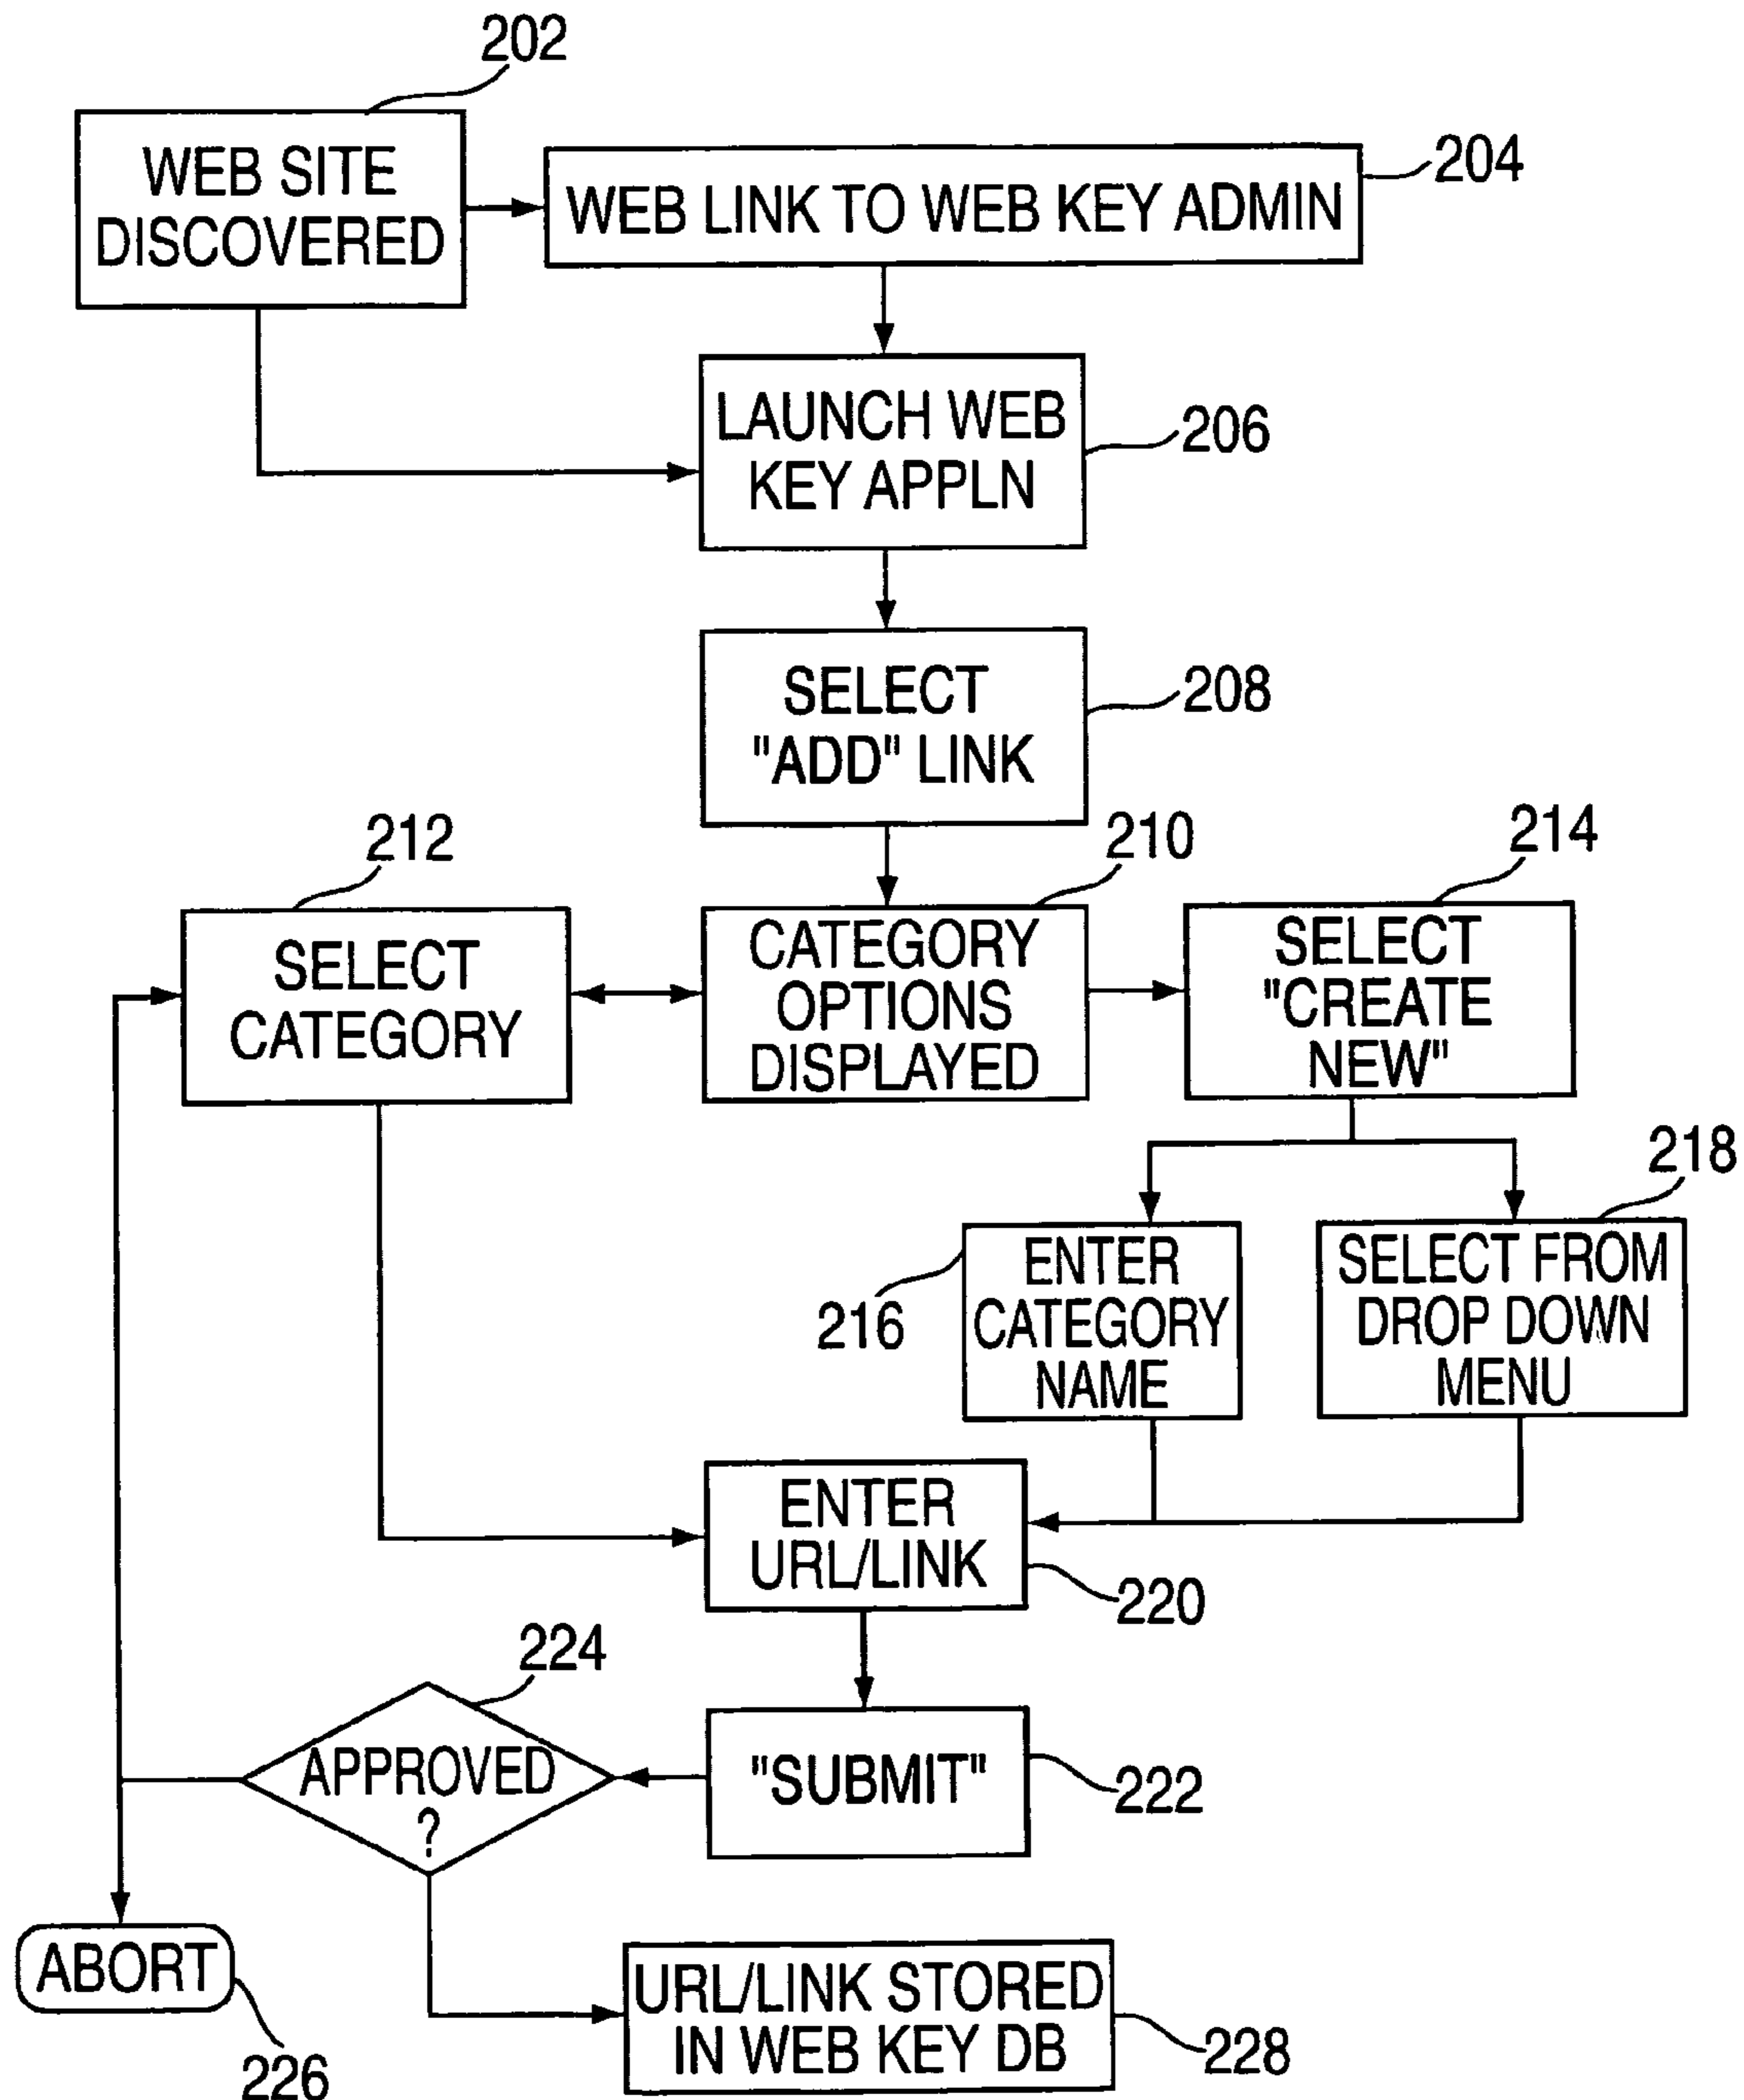 202
WEB SITE
DISCOVERED
204
WEB LINK TO WEB KEY ADMIN
LAUNCH WEB
KEY APPLN
206
SELECT
"ADD" LINK
208
212
SELECT
CATEGORY
210
CATEGORY
OPTIONS
DISPLAYED
214
SELECT
"CREATE
NEW"
216
ENTER
CATEGORY
NAME
218
SELECT FROM
DROP DOWN
MENU
ENTER
URL/LINK
220
224
APPROVED
?
"SUBMIT"
222
ABORT
226
URL/LINK STORED
IN WEB KEY DB
228